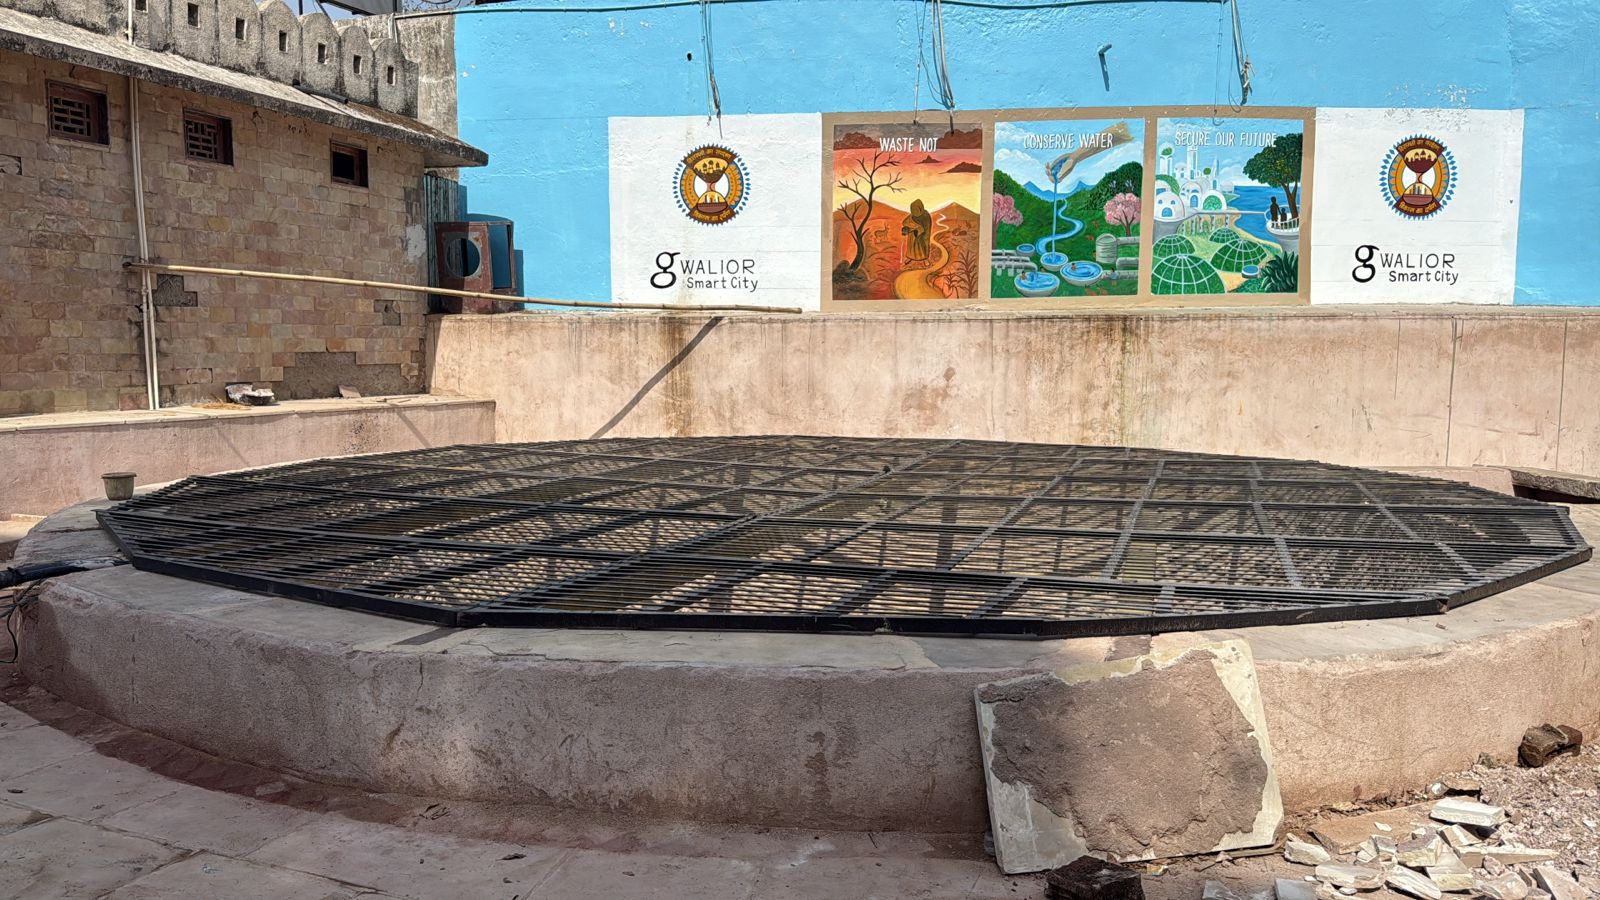 gWALIOR
Smart City
WASTE NOT
CONSERVE WATER
SECURE OUR FUTURE
gWALIOR
Smart City